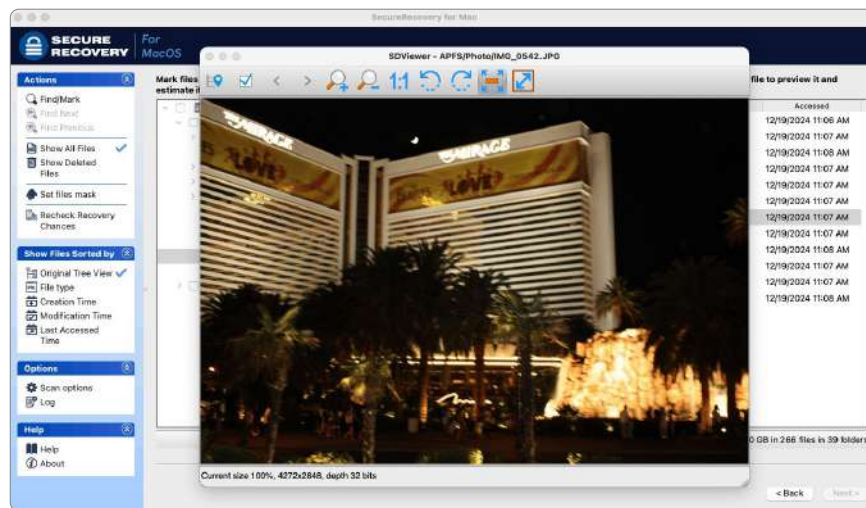 SecureRecovery for Mac
SECURE RECOVERY
For MacOS
SDViewer - APFS/Photo/IMG_0542.JPG
Actions
Find/Mark
Find Next
Find Previous
Show All Files
Show Deleted
Files
Set files mask
Recheck Recovery
Chances
Show Files Sorted by
Original Tree View
File type
Creation Time
Modification Time
Last Accessed
Time
Options
Scan options
Log
Help
Help
About
Mark files
estimate
file to preview it and
1:1
MIRAGE
LOVE
MIRAGE
LOVE
Accessed
12/19/2024 11:06 AM
12/19/2024 11:07 AM
12/19/2024 11:08 AM
12/19/2024 11:07 AM
12/19/2024 11:07 AM
12/19/2024 11:07 AM
12/19/2024 11:07 AM
12/19/2024 11:07 AM
12/19/2024 11:08 AM
12/19/2024 11:07 AM
12/19/2024 11:07 AM
12/19/2024 11:08 AM
0 GB in 266 files in 39 folders
Current size 100%, 4272x2848, depth 32 bits
< Back
Next >